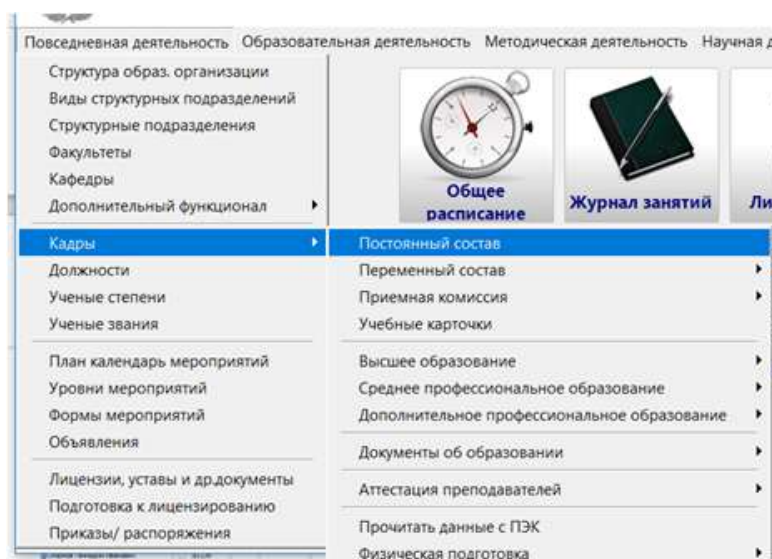 Повседневная деятельность Образовательная деятельность Методическая деятельность Научная
Структура образ. организации
Виды структурных подразделений
Структурные подразделения
Факультеты
Кафедры
Дополнительный функционал
Общее
расписание
Журнал занятий
Ли
Кадры
Должности
Ученые степени
Ученые звания
План календарь мероприятий
Уровни мероприятий
Формы мероприятий
Объявления
Лицензии, уставы и др.документы
Подготовка к лицензированию
Приказы/ распоряжения
Постоянный состав
Переменный состав
Приемная комиссия
Учебные карточки
Высшее образование
Среднее профессиональное образование
Дополнительное профессиональное образование
Документы об образовании
Аттестация преподавателей
Прочитать данные с ПЭК
Физическая подготовка